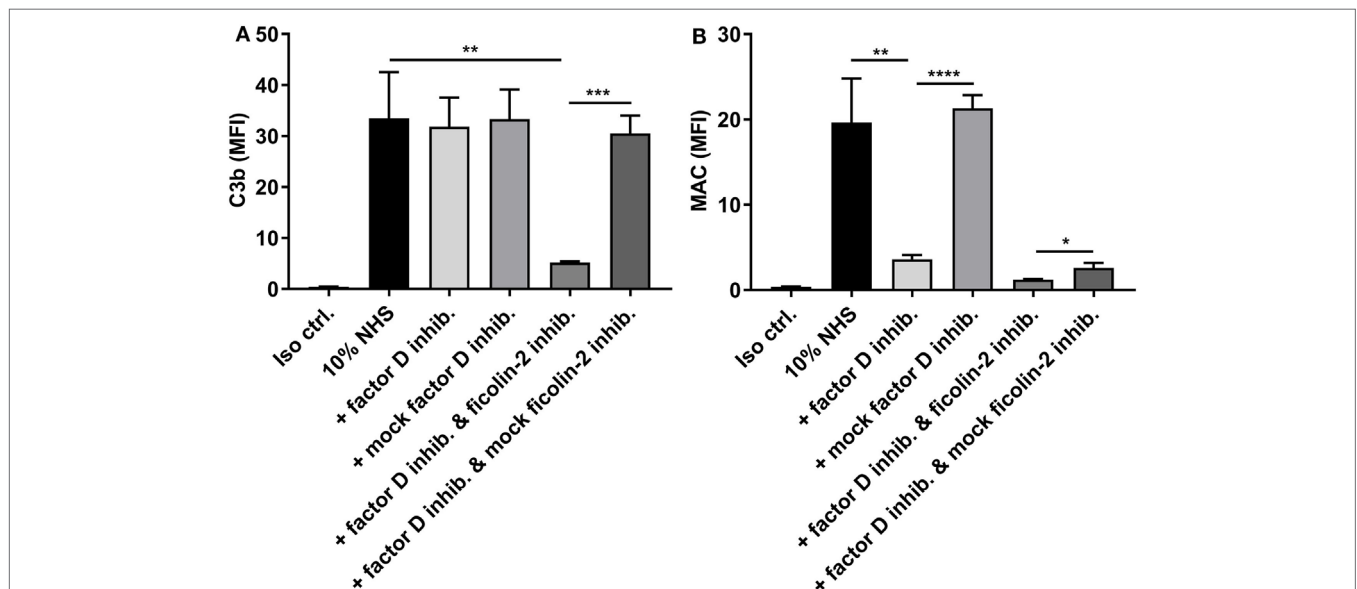 A
50
40
30
20
10
0
C3b (MFI)
**
***
Iso ctrl.
10% NHS
+ factor D inhib.
+ mock factor D inhib.
+ factor D inhib. & ficolin-2 inhib.
+ factor D inhib. & mock ficolin-2 inhib.
B
30
20
10
0
MAC (MFI)
**
****
*
Iso ctrl.
10% NHS
+ factor D inhib.
+ mock factor D inhib.
+ factor D inhib. & ficolin-2 inhib.
+ factor D inhib. & mock ficolin-2 inhib.